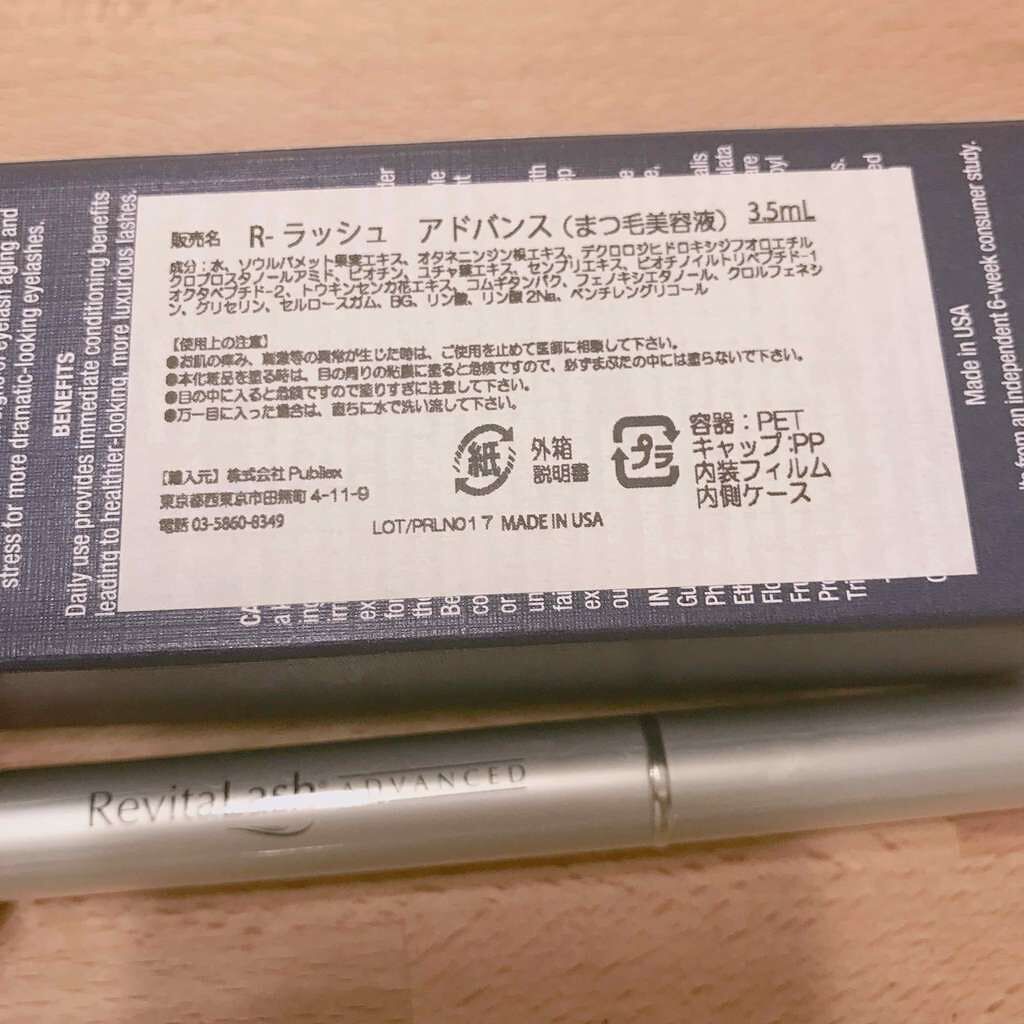 販売名 R-ラッシュ アドバンス（まつ毛美容液） 3.5mL
成分：水、ソウルパメット果実エキス、オタネニンジン根エキス、デクロロジヒドロキシジフオロエチル
クロプロスタノールアミド、ビオチン、ユチャ葉エキス、センブリエキス、ビオチノイルトリペプチド-1
オクタペプチド-2、トウキンセンカ花エキス、コムギタンパク、フェノキシエタノール、クロルフェネシ
ン、グリセリン、セルロースガム、BG、リン酸、リン酸2Na、ペンチレングリコール
【使用上の注意】
●お肌の痛み、刺激等の異常が生じた時は、ご使用を止めて医師に相談して下さい。
●本化粧品を塗る時は、目の周りの粘膜に塗ると危険ですので、必ずまぶたの中には塗らないで下さい。
●目の中に入ると危険ですので塗りすぎに注意して下さい。
●万一目に入った場合は、直ちに水で洗い流して下さい。
紙 外箱
説明書
プラ 容器：PET
キャップ:PP
内装フィルム
内側ケース
【輸入元】株式会社 Publiex
東京都西東京市田無町 4-11-9
電話 03-5860-8349
LOT/PRLN017 MADE IN USA
of eyelash aging and
stress for more dramatic-looking eyelashes.
BENEFITS
Daily use provides immediate conditioning benefits
leading to healthier-looking, more luxurious lashes.
Made in USA
from an independent 6-week consumer study.
RevitaLash® ADVANCED